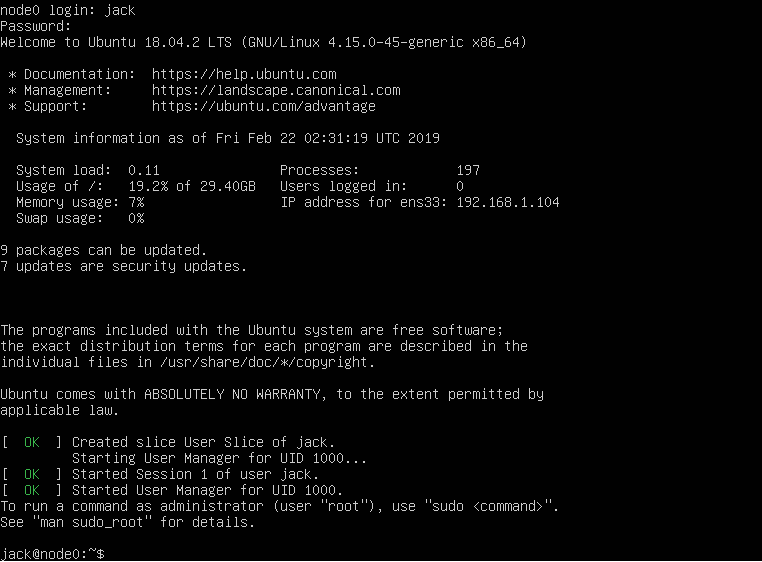 node0 login: jack
Password:
Welcome to Ubuntu 18.04.2 LTS (GNU/Linux 4.15.0-45-generic x86_64)

 * Documentation:  https://help.ubuntu.com
 * Management:     https://landscape.canonical.com
 * Support:        https://ubuntu.com/advantage

  System information as of Fri Feb 22 02:31:19 UTC 2019

  System load:  0.11               Processes:            197
  Usage of /:   19.2% of 29.40GB   Users logged in:      0
  Memory usage: 7%                 IP address for ens33: 192.168.1.104
  Swap usage:   0%

9 packages can be updated.
7 updates are security updates.

The programs included with the Ubuntu system are free software;
the exact distribution terms for each program are described in the
individual files in /usr/share/doc/*/copyright.

Ubuntu comes with ABSOLUTELY NO WARRANTY, to the extent permitted by
applicable law.

[  OK  ] Created slice User Slice of jack.
         Starting User Manager for UID 1000...
[  OK  ] Started Session 1 of user jack.
[  OK  ] Started User Manager for UID 1000.
To run a command as administrator (user "root"), use "sudo <command>".
See "man sudo_root" for details.

jack@node0:~$